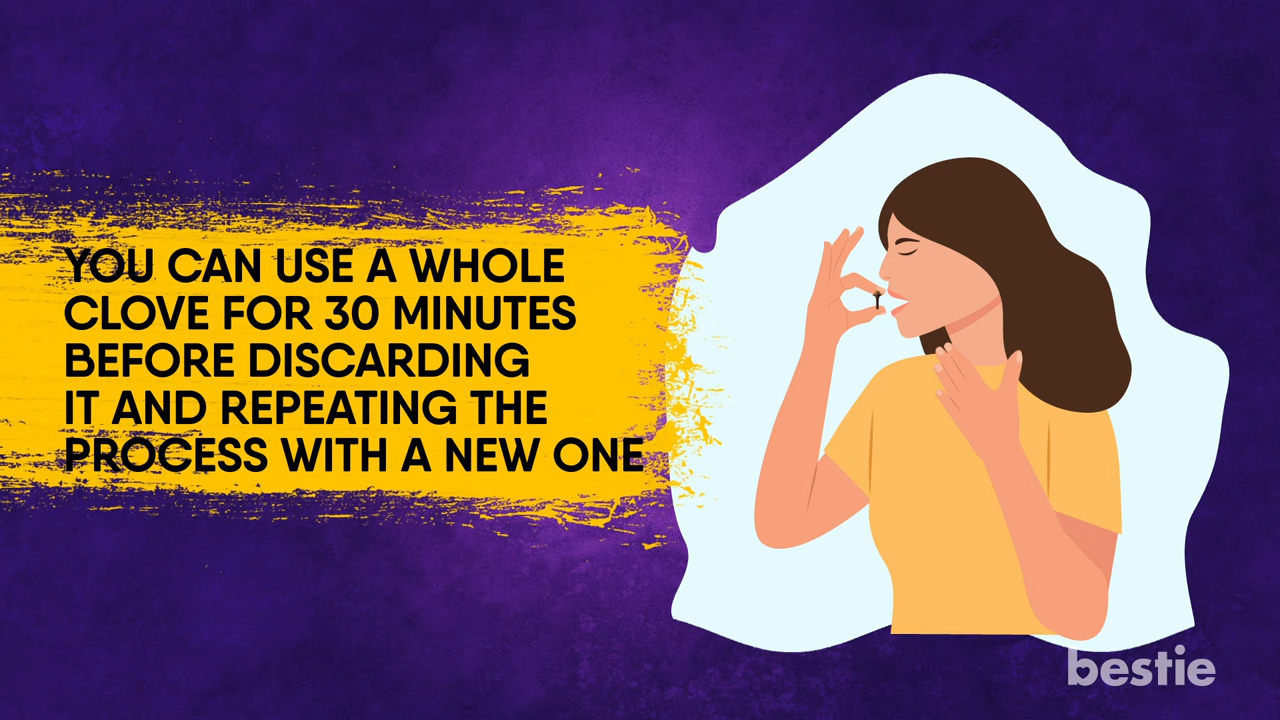 YOU CAN USE A WHOLE
CLOVE FOR 30 MINUTES
BEFORE DISCARDING
IT AND REPEATING THE
PROCESS WITH A NEW ONE
bestie